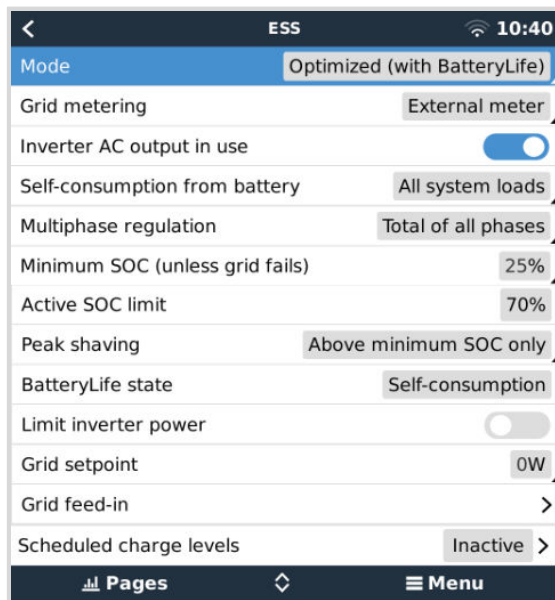 ESS 10:40
Mode Optimized (with BatteryLife)
Grid metering External meter
Inverter AC output in use
Self-consumption from battery All system loads
Multiphase regulation Total of all phases
Minimum SOC (unless grid fails) 25%
Active SOC limit 70%
Peak shaving Above minimum SOC only
BatteryLife state Self-consumption
Limit inverter power
Grid setpoint 0W
Grid feed-in
Scheduled charge levels Inactive
Pages Menu